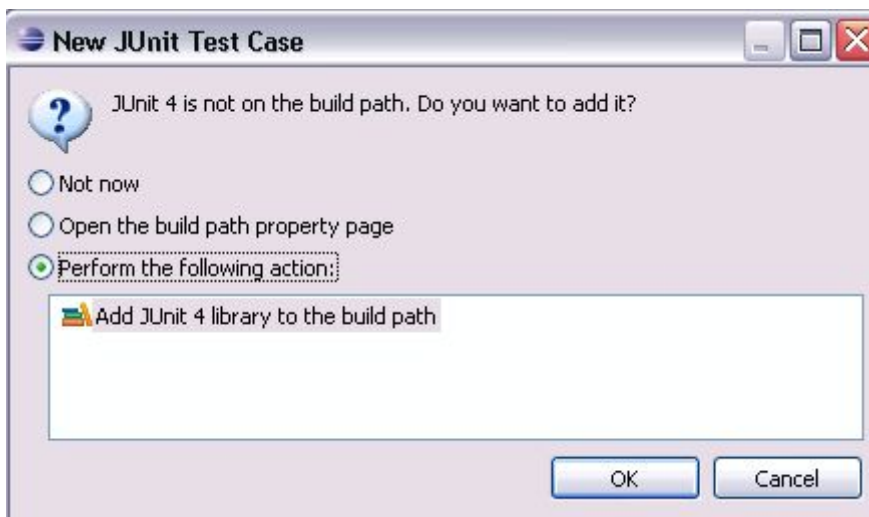 New JUnit Test Case
JUnit 4 is not on the build path. Do you want to add it?
Not now
Open the build path property page
Perform the following action:
Add JUnit 4 library to the build path
OK
Cancel